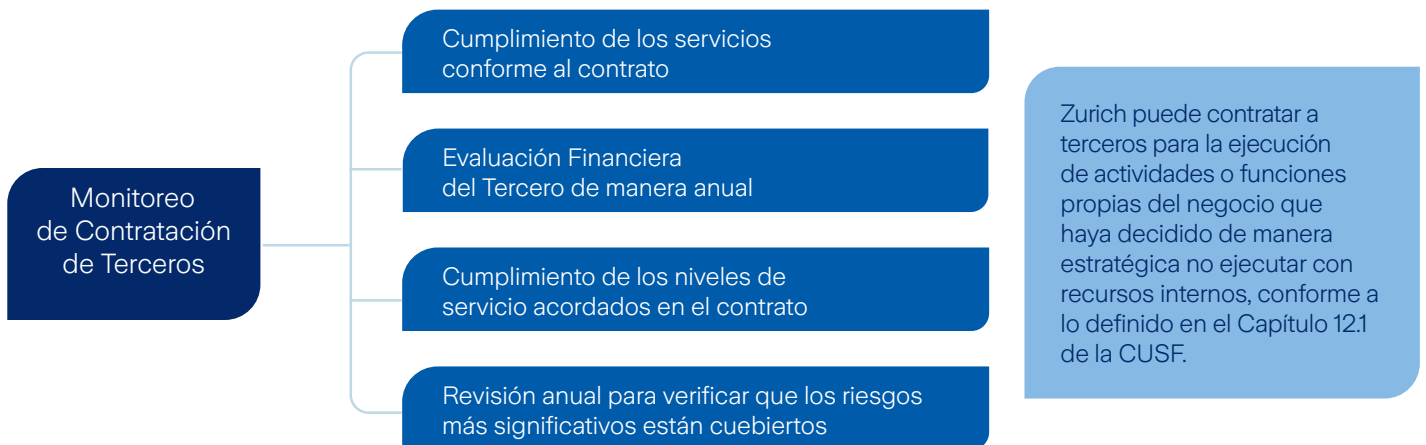 Monitoreo
de Contratación
de Terceros
Cumplimiento de los servicios
conforme al contrato
Evaluación Financiera
del Tercero de manera anual
Cumplimiento de los niveles de
servicio acordados en el contrato
Revisión anual para verificar que los riesgos
más significativos están cuebiertos
Zurich puede contratar a
terceros para la ejecución
de actividades o funciones
propias del negocio que
haya decidido de manera
estratégica no ejecutar con
recursos internos, conforme a
lo definido en el Capítulo 12.1
de la CUSF.